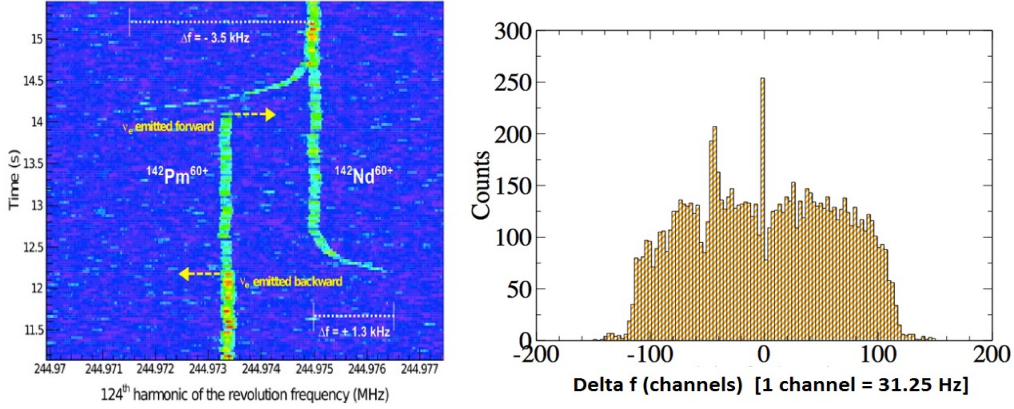 15
14.5
14
13.5
13
12.5
12
11.5
Time (s)
Δf = - 3.5 kHz
νe emitted forward
142Pm60+
142Nd60+
νe emitted backward
Δf = + 1.3 kHz
244.97 244.971 244.972 244.973 244.974 244.975 244.976 244.977
124th harmonic of the revolution frequency (MHz)
300
250
200
150
100
50
0
Counts
-200 -100 0 100 200
Delta f (channels) [1 channel = 31.25 Hz]